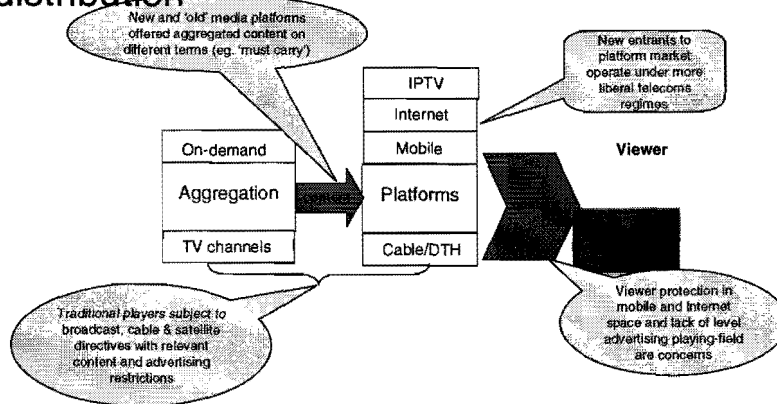 distribution
New and 'old' media platforms
offered aggregated content on
different terms (eg. 'must carry')
New entrants to
platform market
operate under more
liberal telecoms
regimes
IPTV
Internet
Mobile
Platforms
Cable/DTH
On-demand
Aggregation
TV channels
Viewer
Traditional players subject to
broadcast, cable & satellite
directives with relevant
content and advertising
restrictions
Viewer protection in
mobile and Internet
space and lack of level
advertising playing-field
are concerns